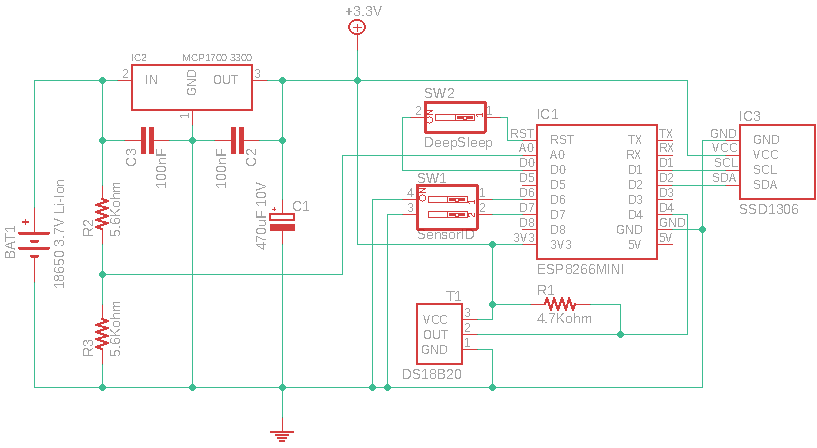 +3.3V
IC2
MCP1700 3300
2
IN
GND
OUT
3
1
C3
100nF
100nF
C2
R2
5.6Kohm
R3
5.6Kohm
BAT1
18650 3.7V Li-Ion
+
470uF 10V
C1
SW2
2
ON
1
1
DeepSleep
SW1
4
3
ON
1
2
1
2
SensorID
IC1
RST
A0
D0
D5
D6
D7
D8
3V3
RST
A0
D0
D5
D6
D7
D8
3V3
TX
RX
D1
D2
D3
D4
GND
5V
TX
RX
D1
D2
D3
D4
GND
5V
ESP8266MINI
IC3
GND
VCC
SCL
SDA
GND
VCC
SCL
SDA
SSD1306
T1
VCC
OUT
GND
3
2
1
DS18B20
R1
4.7Kohm